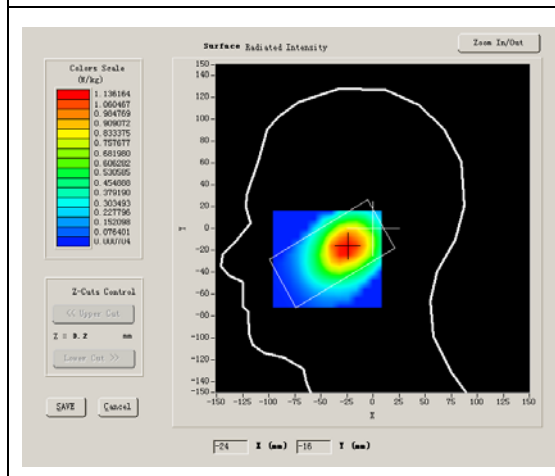 Surface Radiated Intensity
Zoom In/Out
Colors Scale
(W/kg)
1.136164
1.060467
0.984769
0.909072
0.833375
0.757677
0.681980
0.606282
0.530585
0.454888
0.379190
0.303493
0.227796
0.152098
0.076401
0.000704
Z-Cuts Control
<< Upper Cut
Z = 0.2 mm
Lower Cut >>
SAVE
Cancel
150
140
120
100
80
60
40
20
0
-20
-40
-60
-80
-100
-120
-140
-150
Y
-150 -125 -100 -75 -50 -25 0 25 50 75 100 125 150
X
-24 X (mm) -16 Y (mm)